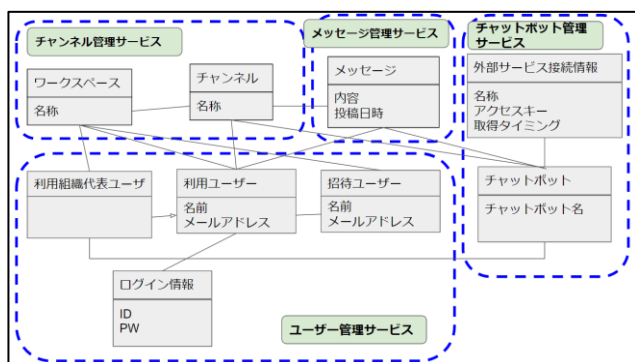 チャンネル管理サービス
メッセージ管理サービス
チャットボット管理
サービス
ワークスペース
名称
チャンネル
名称
メッセージ
内容
投稿日時
外部サービス接続情報
名称
アクセスキー
取得タイミング
利用組織代表ユーザ
利用ユーザー
名前
メールアドレス
招待ユーザー
名前
メールアドレス
チャットボット
チャットボット名
ログイン情報
ID
PW
ユーザー管理サービス